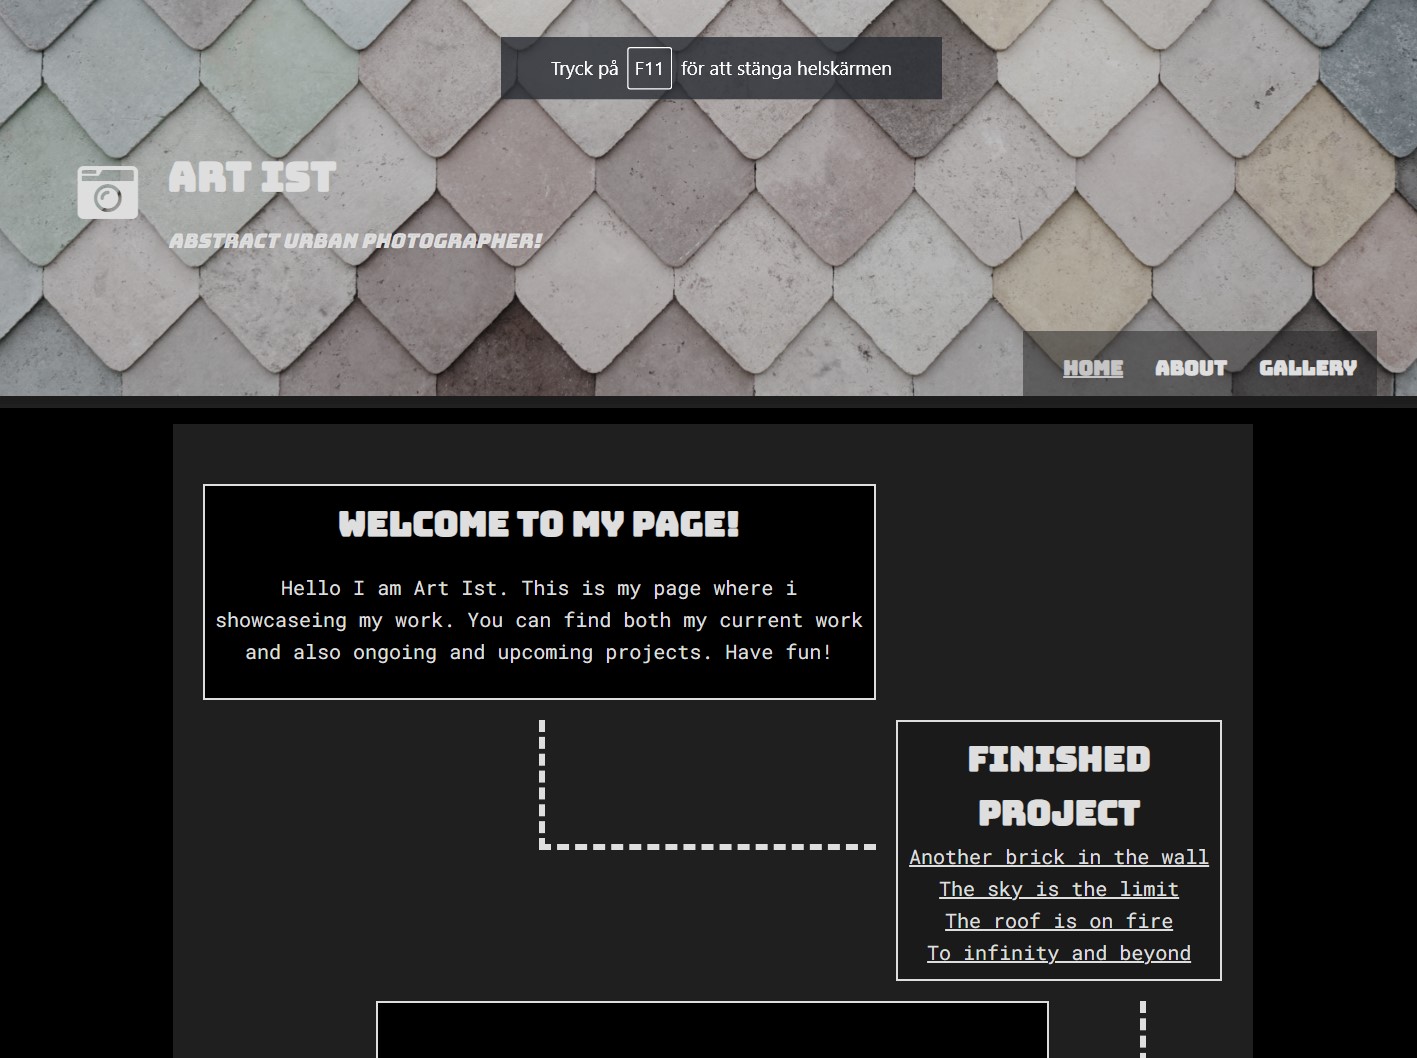 Tryck på F11 för att stänga helskärmen
ART IST
ABSTRACT URBAN PHOTOGRAPHER!
HOME ABOUT GALLERY
WELCOME TO MY PAGE!
Hello I am Art Ist. This is my page where i
showcaseing my work. You can find both my current work
and also ongoing and upcoming projects. Have fun!
FINISHED
PROJECT
Another brick in the wall
The sky is the limit
The roof is on fire
To infinity and beyond